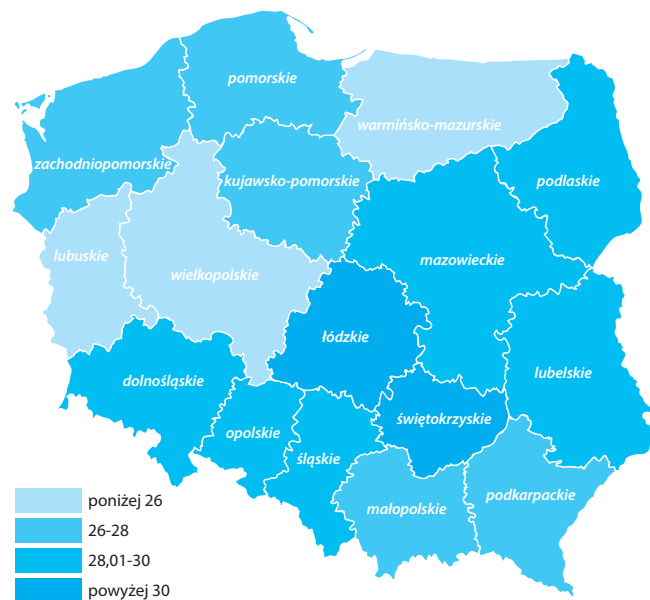 pomorskie
warmińsko-mazurskie
zachodniopomorskie
kujawsko-pomorskie
podlaskie
lubuskie
wielkopolskie
mazowieckie
łódzkie
dolnośląskie
lubelskie
opolskie
świętokrzyskie
śląskie
małopolskie
podkarpackie
poniżej 26
26-28
28,01-30
powyżej 30